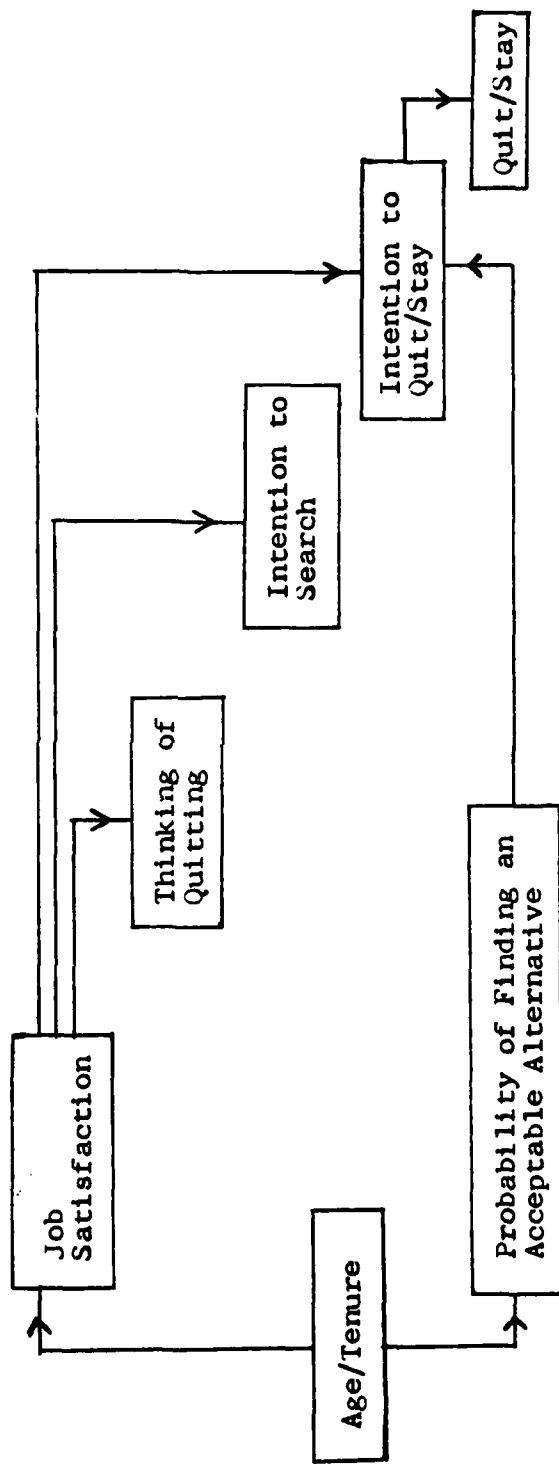 Job
Satisfaction
Thinking of
Quitting
Intention to
Search
Intention to
Quit/Stay
Quit/Stay
Age/Tenure
Probability of Finding an
Acceptable Alternative